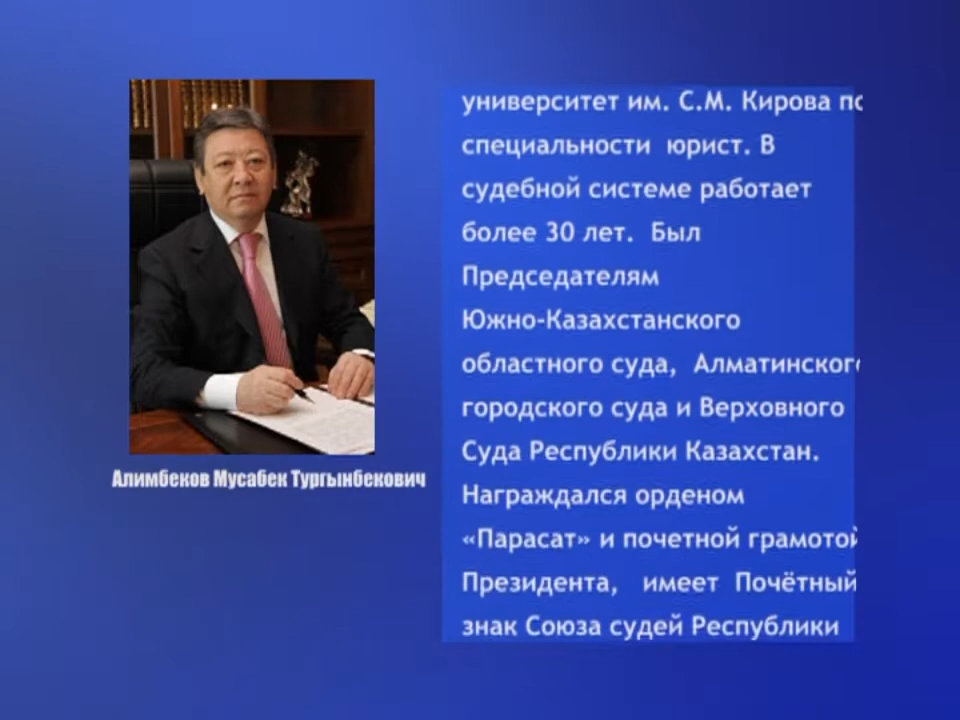 университет им. С.М. Кирова по
специальности юрист. В
судебной системе работает
более 30 лет. Был
Председателям
Южно-Казахстанского
областного суда, Алматинского
городского суда и Верховного
Суда Республики Казахстан.
Награждался орденом
«Парасат» и почетной грамотой
Президента, имеет Почётный
знак Союза судей Республики
Алимбеков Мусабек Тургынбекович